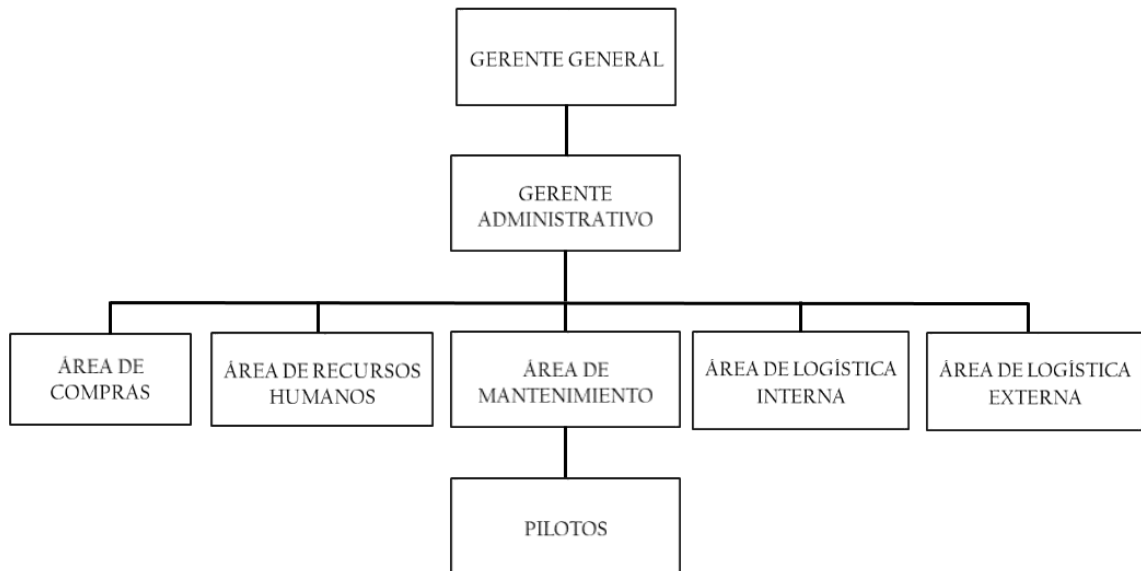 GERENTE GENERAL
GERENTE
ADMINISTRATIVO
ÁREA DE
COMPRAS
ÁREA DE RECURSOS
HUMANOS
ÁREA DE
MANTENIMIENTO
ÁREA DE LOGÍSTICA
INTERNA
ÁREA DE LOGÍSTICA
EXTERNA
PILOTOS